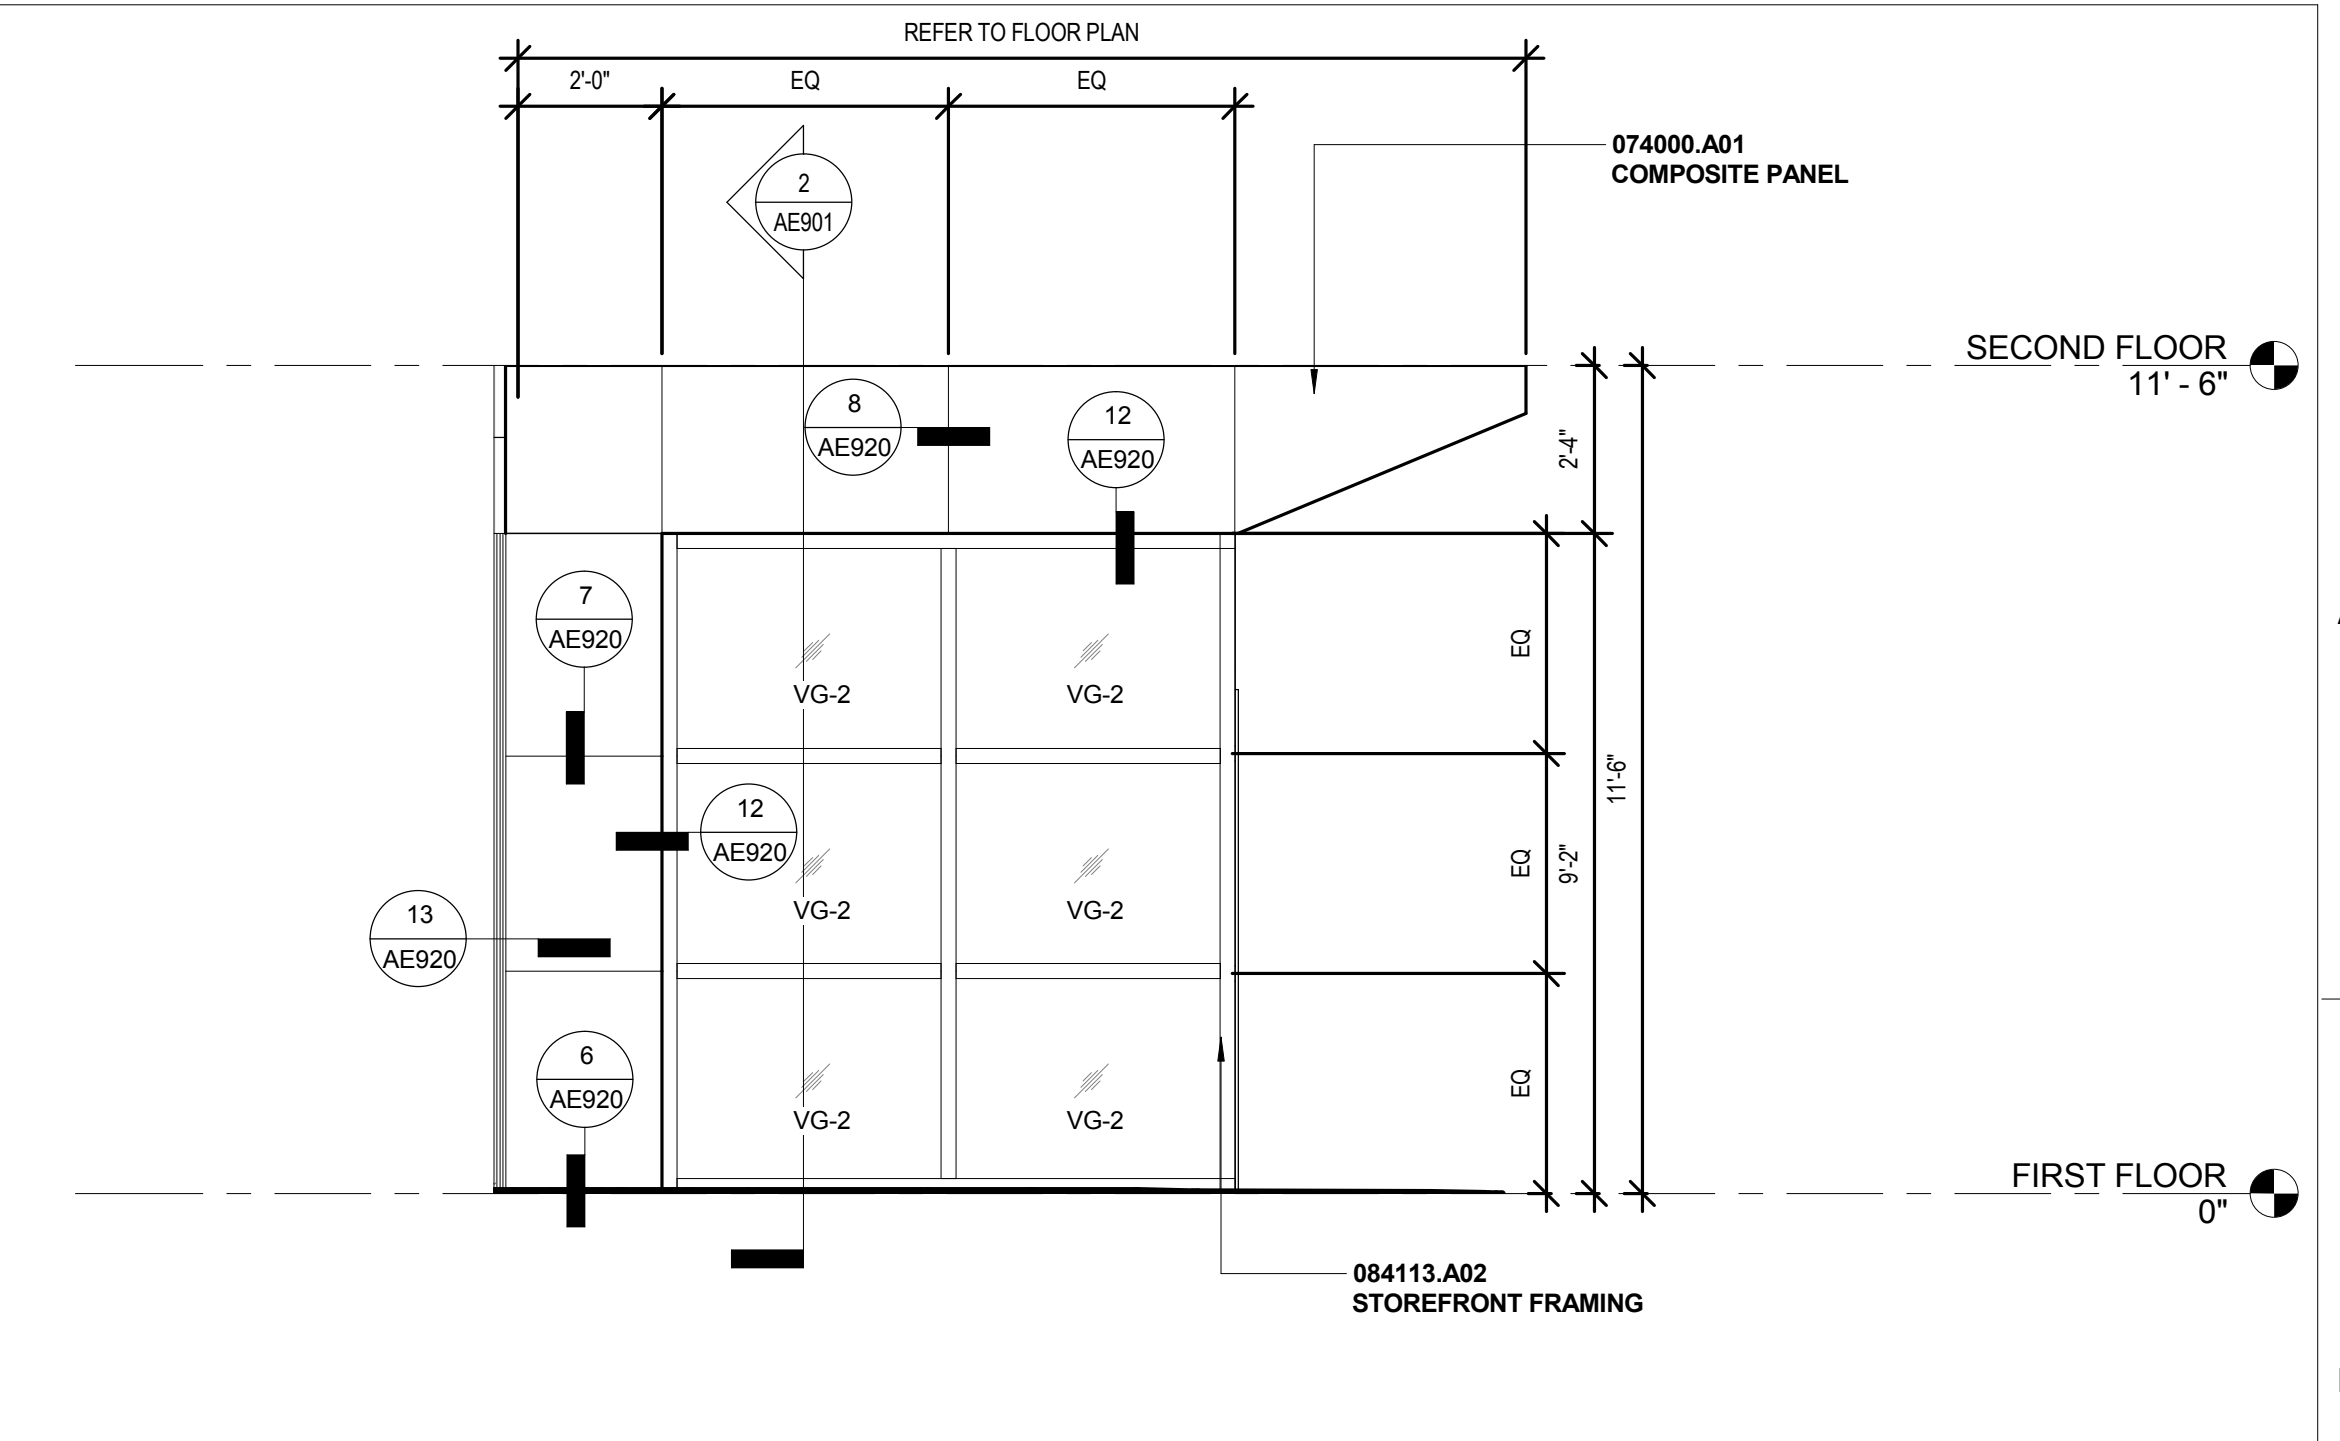 REFER TO FLOOR PLAN
2'-0"
EQ
EQ
074000.A01
COMPOSITE PANEL
2
AE901
SECOND FLOOR
11' - 6"
8
AE920
12
AE920
2'-4"
7
AE920
EQ
VG-2
VG-2
11'-6"
12
AE920
EQ
9'-2"
VG-2
VG-2
13
AE920
6
AE920
EQ
VG-2
VG-2
FIRST FLOOR
0"
084113.A02
STOREFRONT FRAMING